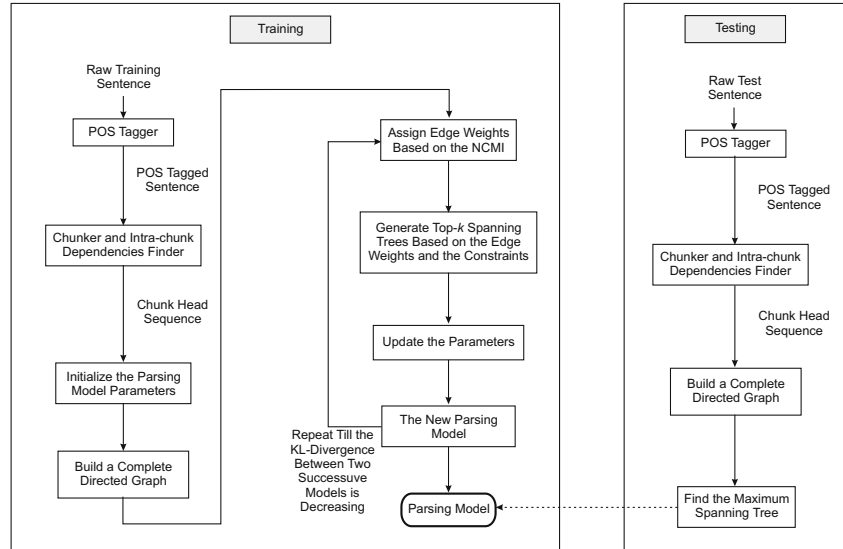 Training
Raw Training
Sentence
POS Tagger
POS Tagged
Sentence
Chunker and Intra-chunk
Dependencies Finder
Chunk Head
Sequence
Initialize the Parsing
Model Parameters
Build a Complete
Directed Graph
Assign Edge Weights
Based on the NCMI
Generate Top-k Spanning
Trees Based on the Edge
Weights and the Constraints
Update the Parameters
The New Parsing
Model
Repeat Till the
KL-Divergence
Between Two
Successuve
Models is
Decreasing
Parsing Model
Testing
Raw Test
Sentence
POS Tagger
POS Tagged
Sentence
Chunker and Intra-chunk
Dependencies Finder
Chunk Head
Sequence
Build a Complete
Directed Graph
Find the Maximum
Spanning Tree